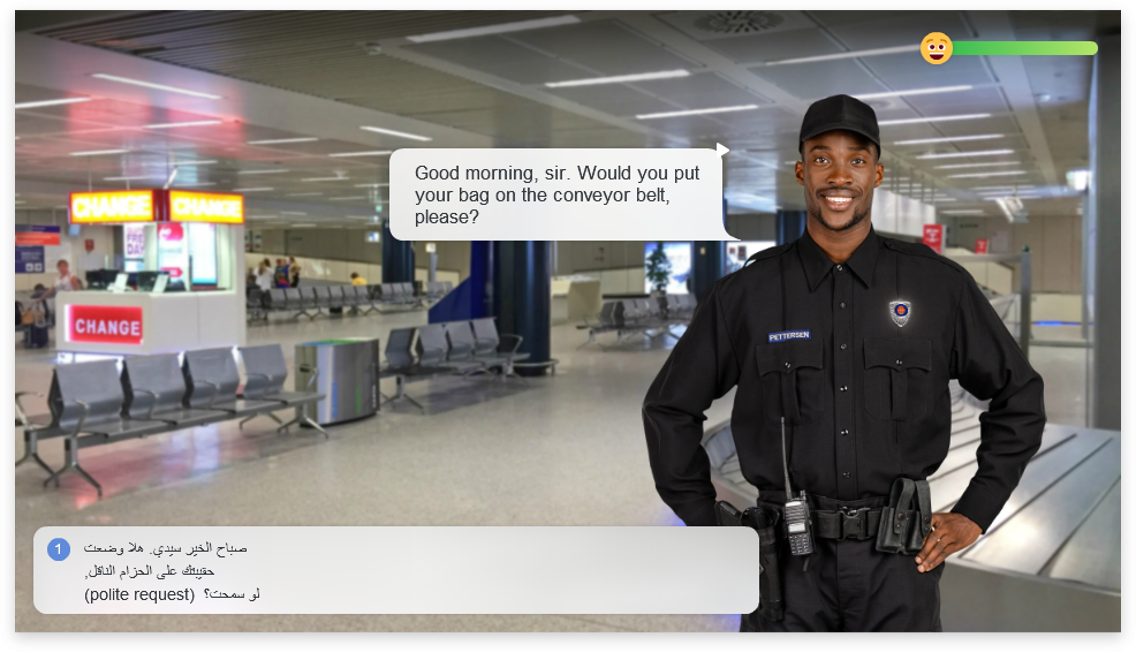 CHANGE
CHANGE
CHANGE
Good morning, sir. Would you put
your bag on the conveyor belt,
please?
PETTERSEN
1
صباح الخير سيدي. هلا وضعت
حقيبتك على الحزام الناقل,
لو سمحت؟ (polite request)